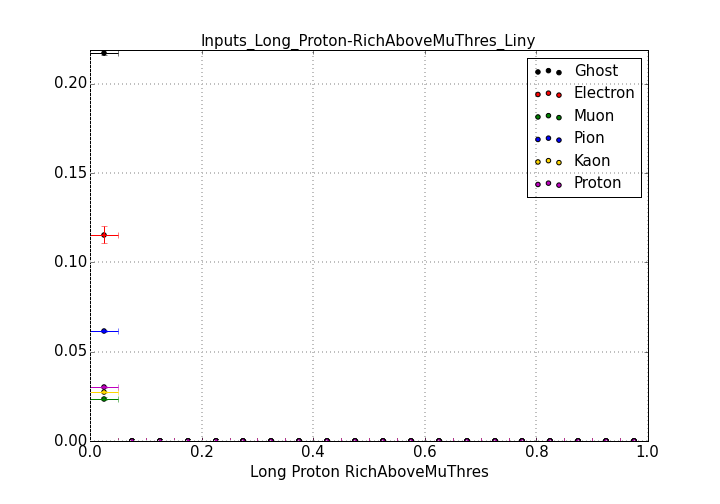 Inputs_Long_Proton-RichAboveMuThres_Liny
Ghost
Electron
Muon
Pion
Kaon
Proton
0.20
0.15
0.10
0.05
0.00
0.0 0.2 0.4 0.6 0.8 1.0
Long Proton RichAboveMuThres